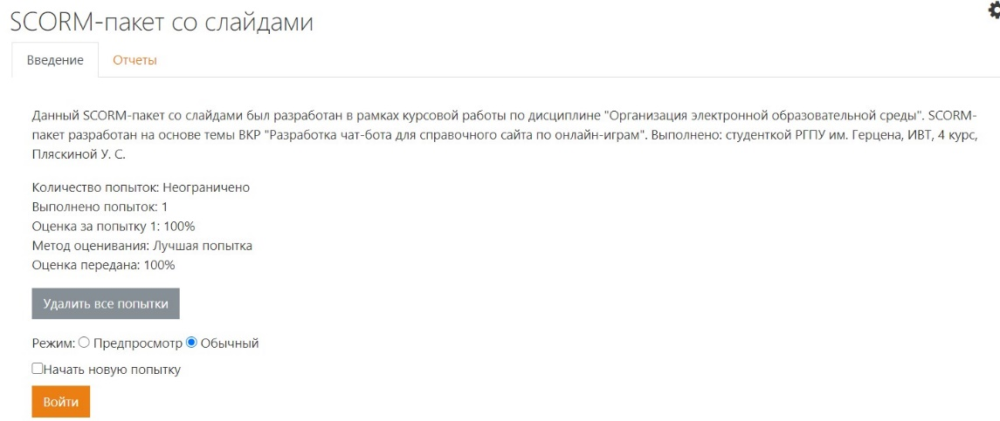 SCORM-пакет со слайдами
Введение
Отчеты
Данный SCORM-пакет со слайдами был разработан в рамках курсовой работы по дисциплине "Организация электронной образовательной среды". SCORM-
пакет разработан на основе темы ВКР "Разработка чат-бота для справочного сайта по онлайн-играм". Выполнено: студенткой РГПУ им. Герцена, ИВТ, 4 курс,
Пляскиной У. С.
Количество попыток: Неограничено
Выполнено попыток: 1
Оценка за попытку 1: 100%
Метод оценивания: Лучшая попытка
Оценка передана: 100%
Удалить все попытки
Режим: Предпросмотр Обычный
Начать новую попытку
Войти